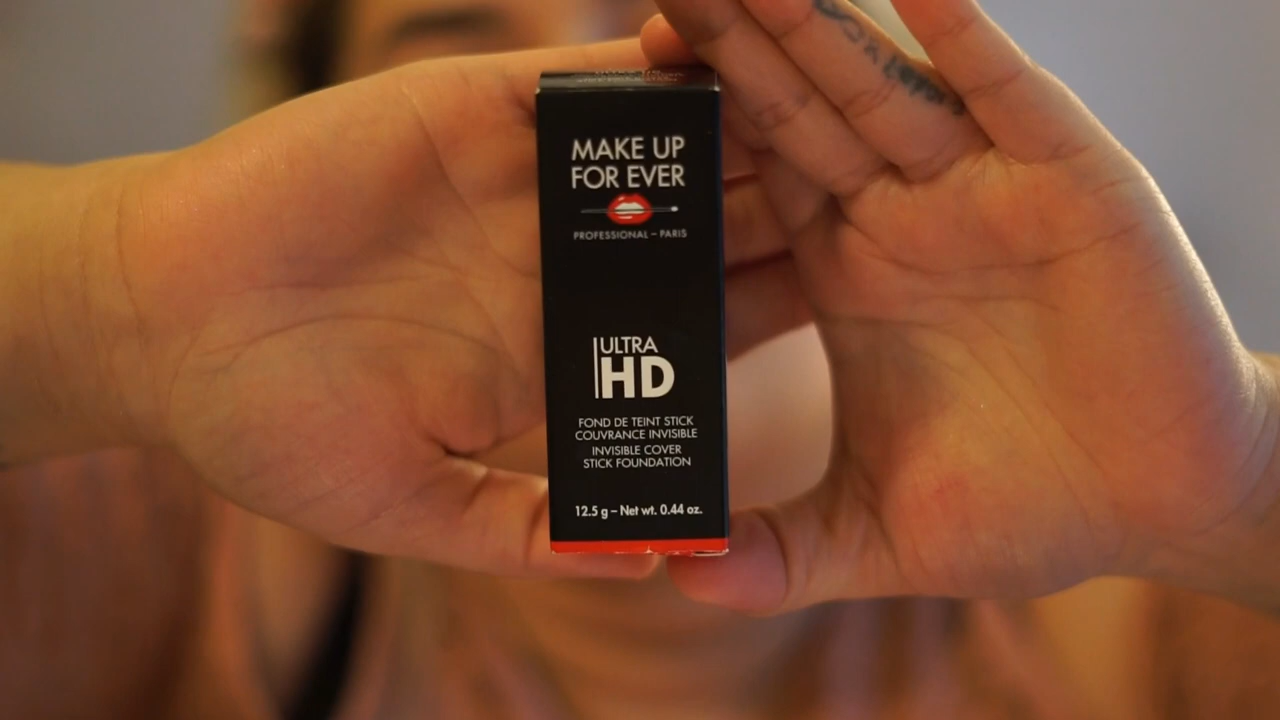 MAKE UP
FOR EVER
PROFESSIONAL – PARIS
ULTRA
HD
FOND DE TEINT STICK
COUVRANCE INVISIBLE
INVISIBLE COVER
STICK FOUNDATION
12.5 g – Net wt. 0.44 oz.